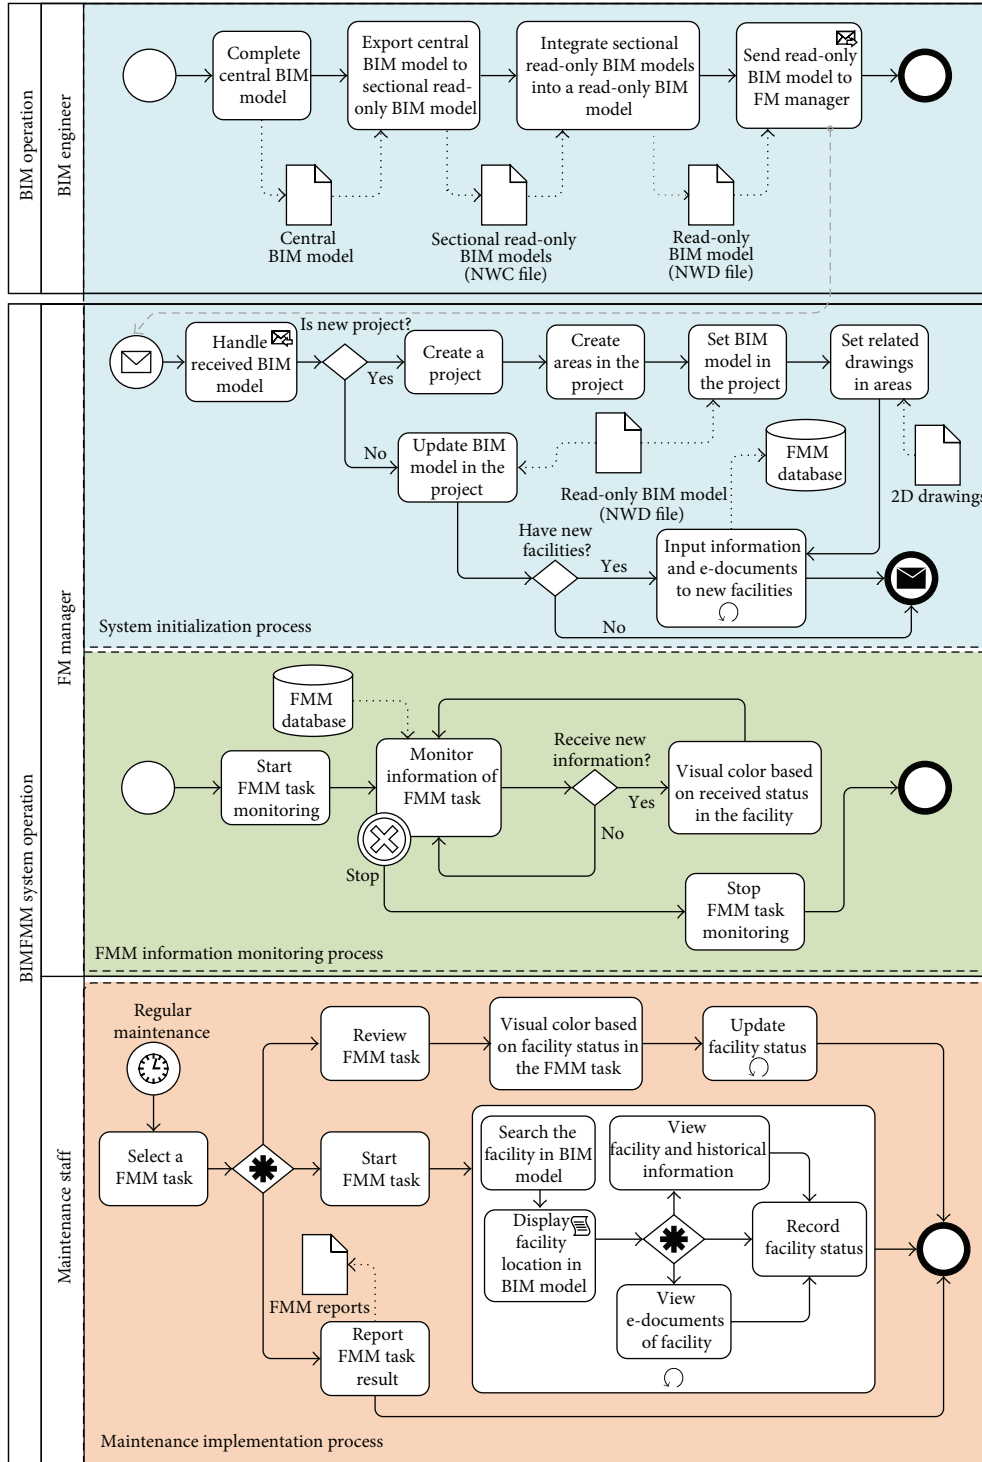 BIM operation
BIM engineer
Complete
central BIM
model
Export central
BIM model to
sectional read-
only BIM model
Integrate sectional
read-only BIM models
into a read-only BIM
model
Send read-only
BIM model to
FM manager
Central
BIM model
Sectional read-only
BIM models
(NWC file)
Read-only
BIM model
(NWD file)
BIMFMM system operation
FM manager
Handle
received BIM
model
Is new project?
Yes
No
Create a
project
Create
areas in the
project
Set BIM
model in
the project
Set related
drawings
in areas
Update BIM
model in the
project
Read-only BIM model
(NWD file)
FMM
database
2D drawings
Have new
facilities?
Yes
No
Input information
and e-documents
to new facilities
System initialization process
FMM
database
Start
FMM task
monitoring
Monitor
information of
FMM task
Stop
Receive new
information?
Yes
No
Visual color based
on received status
in the facility
Stop
FMM task
monitoring
FMM information monitoring process
Maintenance staff
Regular
maintenance
Select a
FMM task
Review
FMM task
Visual color based
on facility status in
the FMM task
Update
facility status
Start
FMM task
Search the
facility in BIM
model
Display
facility
location in
BIM model
View
facility and historical
information
Record
facility status
View
e-documents
of facility
FMM reports
Report
FMM task
result
Maintenance implementation process